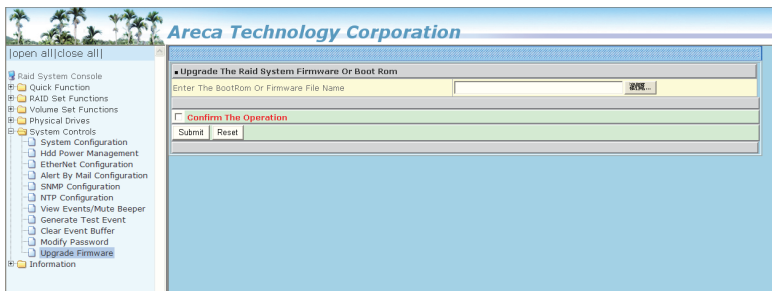 Areca Technology Corporation
|open all|close all|
Raid System Console
Quick Function
RAID Set Functions
Volume Set Functions
Physical Drives
System Controls
System Configuration
Hdd Power Management
EtherNet Configuration
Alert By Mail Configuration
SNMP Configuration
NTP Configuration
View Events/Mute Beeper
Generate Test Event
Clear Event Buffer
Modify Password
Upgrade Firmware
Information
Upgrade The Raid System Firmware Or Boot Rom
Enter The BootRom Or Firmware File Name
瀏覽...
Confirm The Operation
Submit Reset